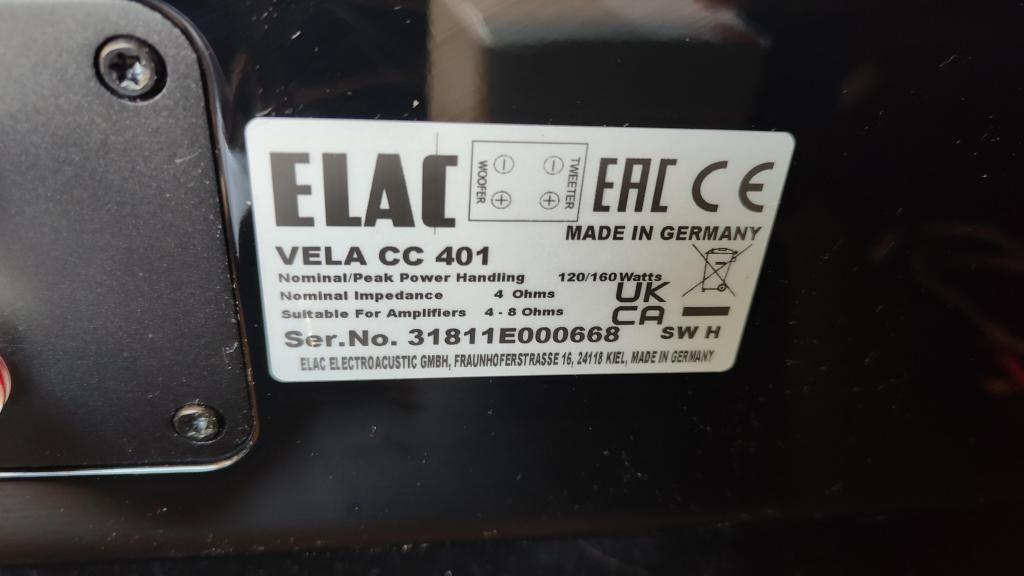 ELAC
WOOFER
TWEETER
EAC CE
MADE IN GERMANY
VELA CC 401
Nominal/Peak Power Handling 120/160 Watts
Nominal Impedance 4 Ohms
Suitable For Amplifiers 4 - 8 Ohms
UK
CA
Ser.No. 31811E000668 SW H
ELAC ELECTROACUSTIC GMBH, FRAUNHOFERSTRASSE 16, 24118 KIEL, MADE IN GERMANY